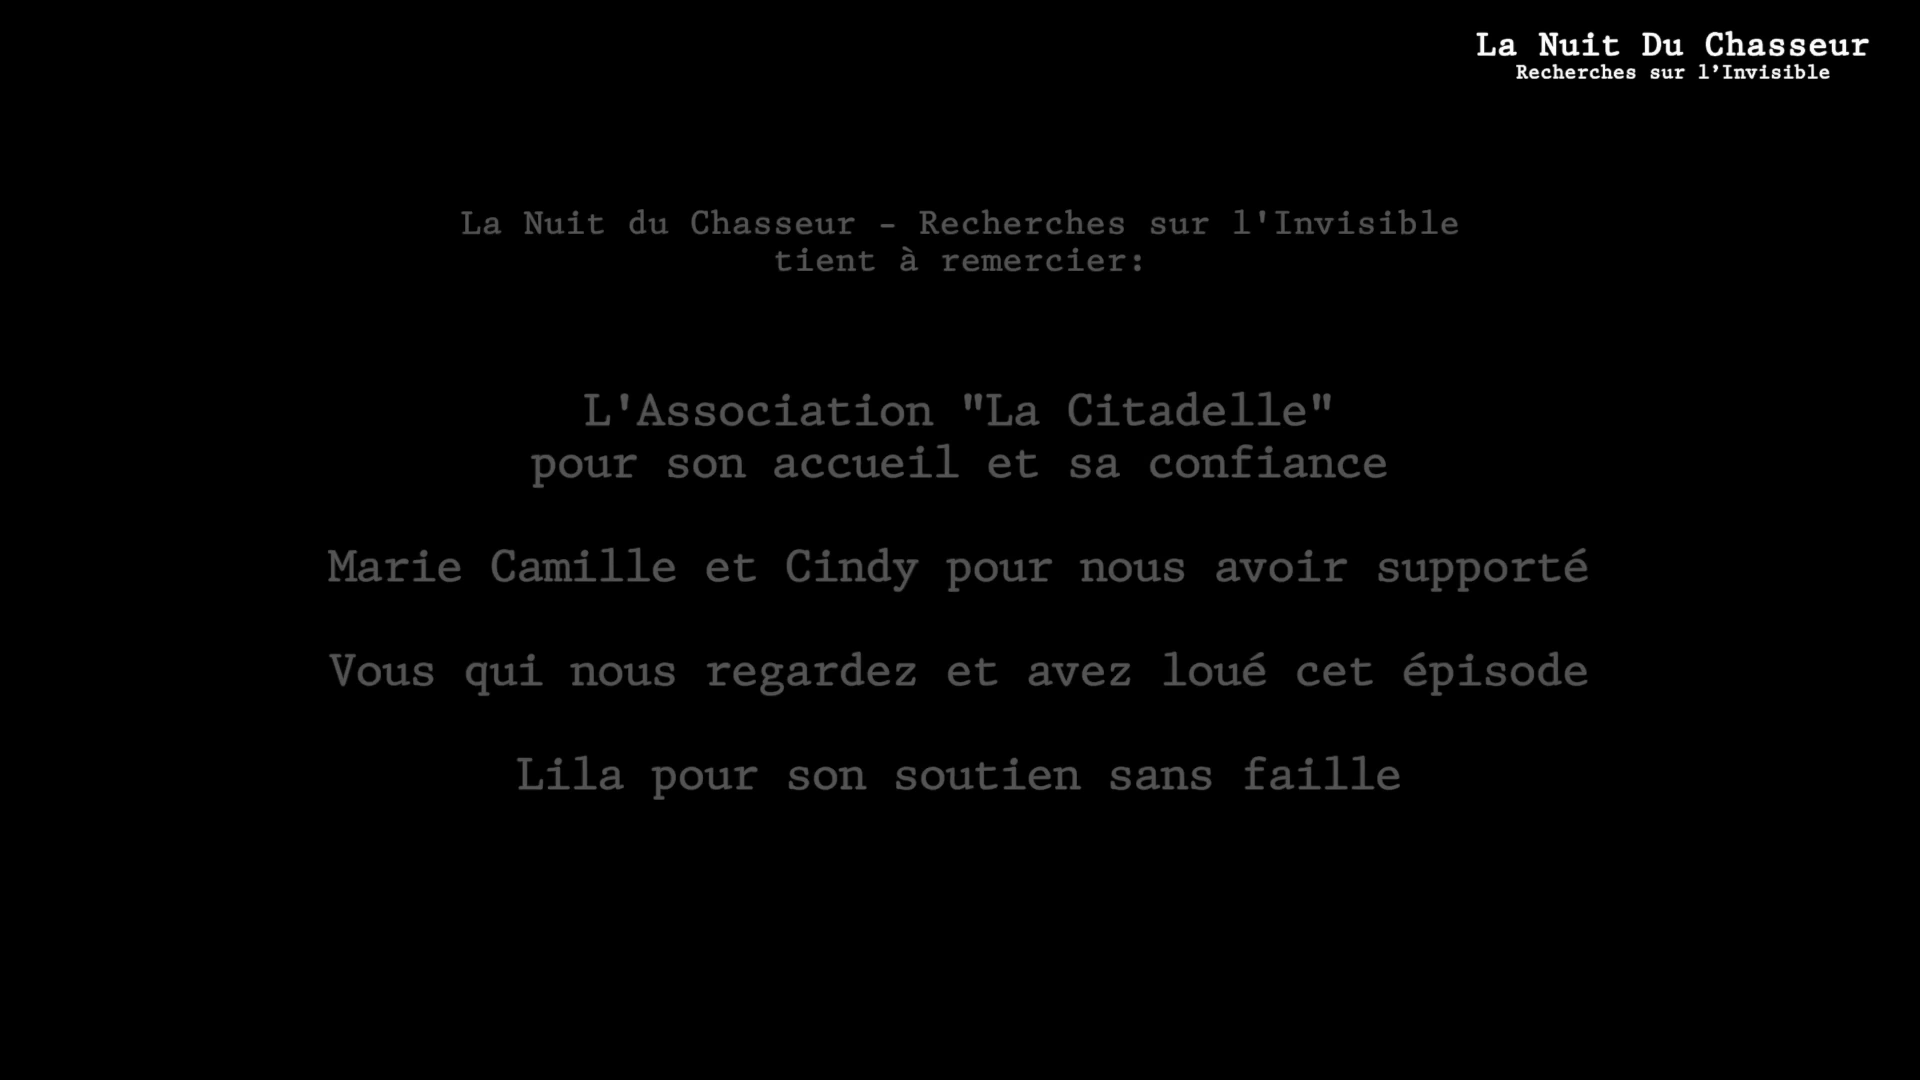 La Nuit Du Chasseur
Recherches sur l’Invisible
La Nuit du Chasseur - Recherches sur l'Invisible
tient à remercier:
L'Association "La Citadelle"
pour son accueil et sa confiance
Marie Camille et Cindy pour nous avoir supporté
Vous qui nous regardez et avez loué cet épisode
Lila pour son soutien sans faille